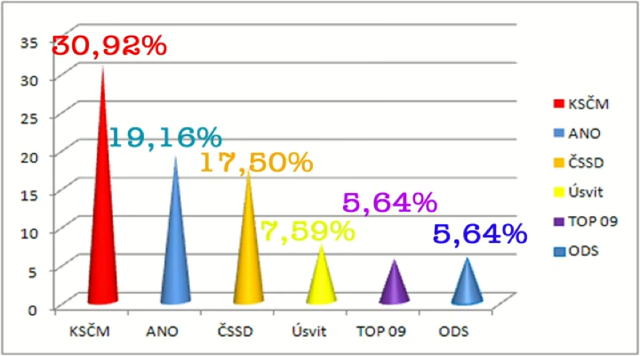 35
30
25
20
15
10
5
0
30,92%
19,16%
17,50%
7,59%
5,64%
5,64%
KSČM
ANO
ČSSD
Úsvit
TOP 09
ODS
KSČM
ANO
ČSSD
Úsvit
TOP 09
ODS